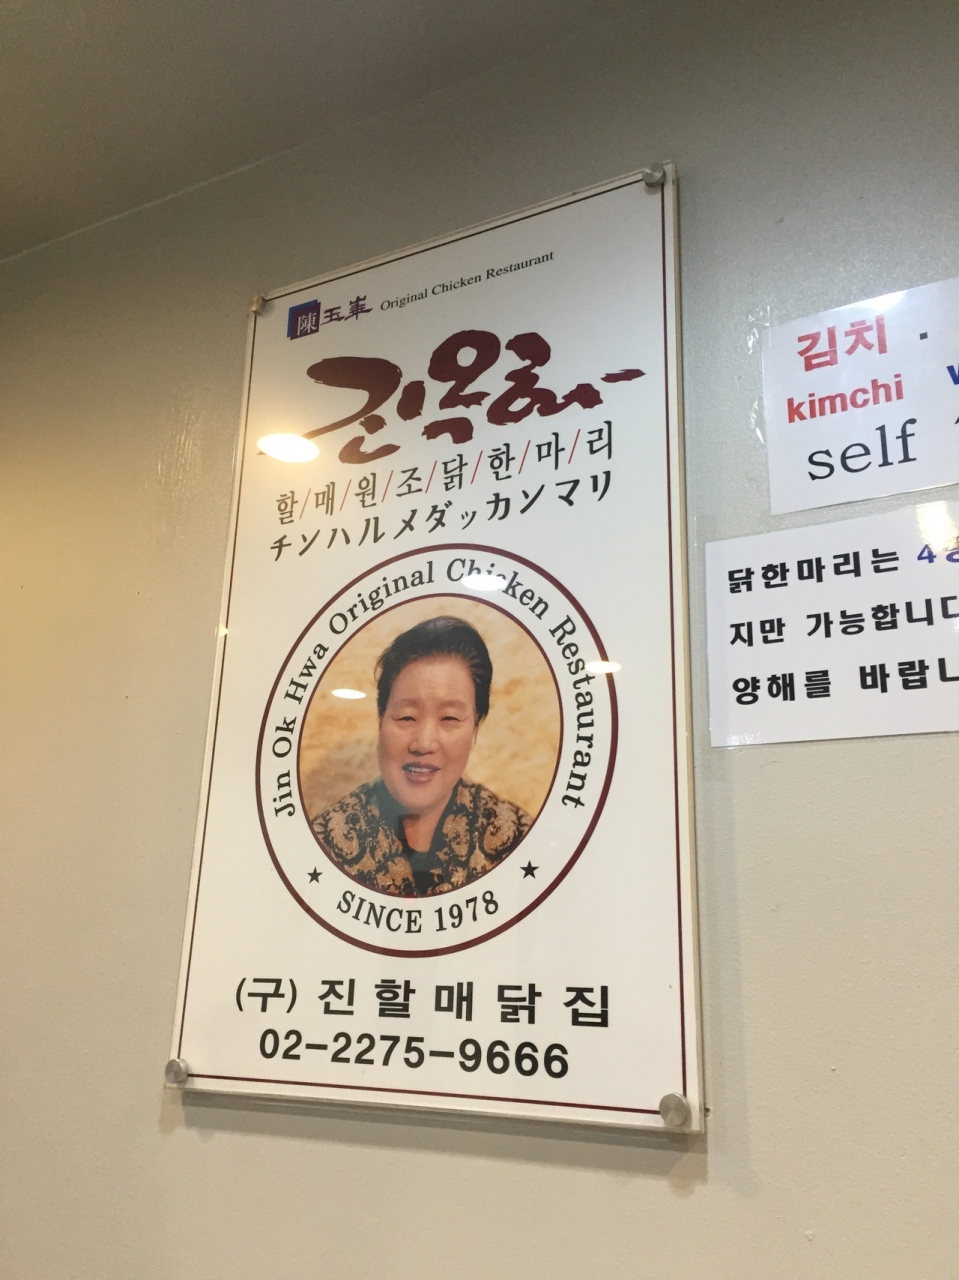 陳玉華 Original Chicken Restaurant
진옥화
할/매/원/조/닭/한/마/리
チンハルメダッカンマリ
Jin Ok Hwa Original Chicken Restaurant
★ SINCE 1978 ★
(구) 진할매닭집
02-2275-9666
김치 ·
kimchi
self
닭한마리는 4
지만 가능합니다
양해를 바랍니